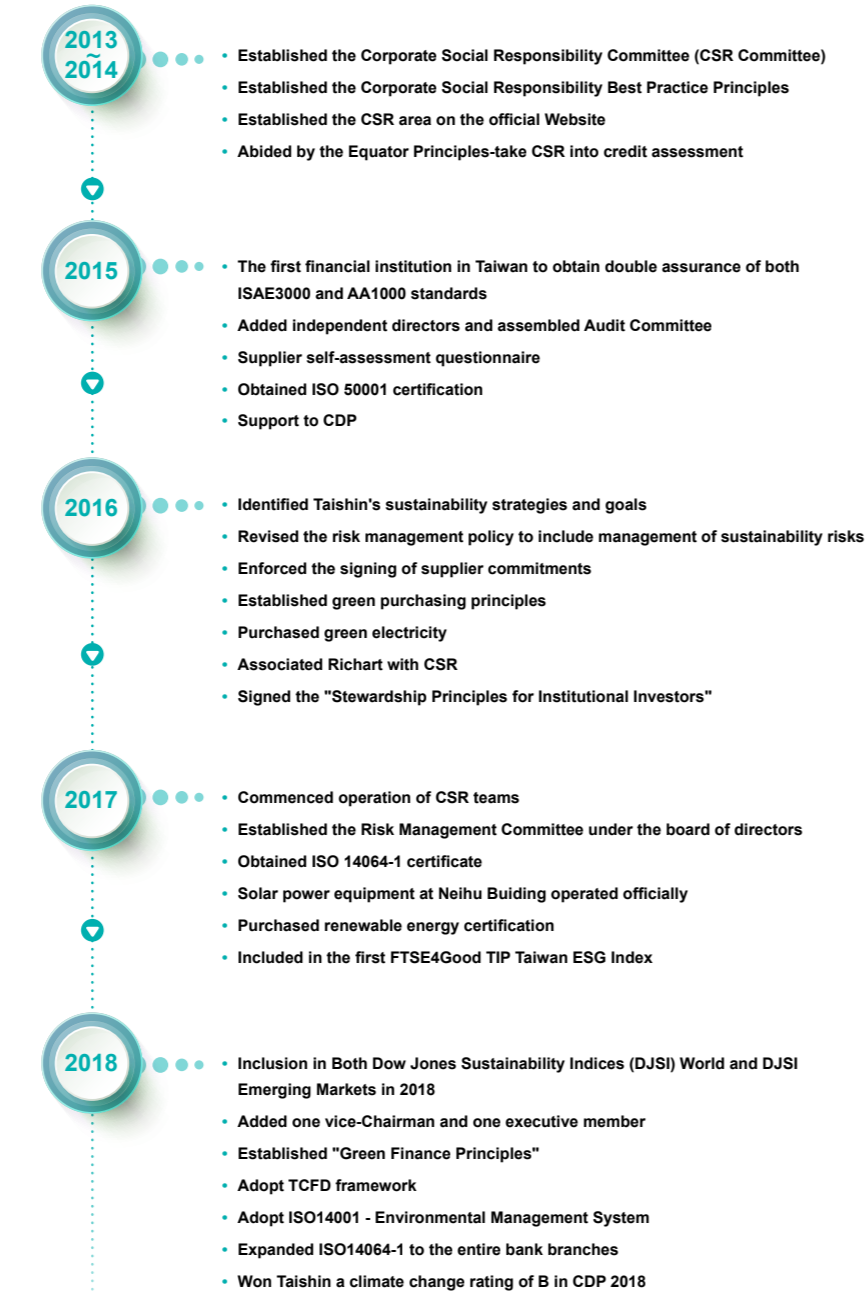 2013
~
2014
• Established the Corporate Social Responsibility Committee (CSR Committee)
• Established the Corporate Social Responsibility Best Practice Principles
• Established the CSR area on the official Website
• Abided by the Equator Principles-take CSR into credit assessment
2015
• The first financial institution in Taiwan to obtain double assurance of both
ISAE3000 and AA1000 standards
• Added independent directors and assembled Audit Committee
• Supplier self-assessment questionnaire
• Obtained ISO 50001 certification
• Support to CDP
2016
• Identified Taishin's sustainability strategies and goals
• Revised the risk management policy to include management of sustainability risks
• Enforced the signing of supplier commitments
• Established green purchasing principles
• Purchased green electricity
• Associated Richart with CSR
• Signed the "Stewardship Principles for Institutional Investors"
2017
• Commenced operation of CSR teams
• Established the Risk Management Committee under the board of directors
• Obtained ISO 14064-1 certificate
• Solar power equipment at Neihu Buiding operated officially
• Purchased renewable energy certification
• Included in the first FTSE4Good TIP Taiwan ESG Index
2018
• Inclusion in Both Dow Jones Sustainability Indices (DJSI) World and DJSI
Emerging Markets in 2018
• Added one vice-Chairman and one executive member
• Established "Green Finance Principles"
• Adopt TCFD framework
• Adopt ISO14001 - Environmental Management System
• Expanded ISO14064-1 to the entire bank branches
• Won Taishin a climate change rating of B in CDP 2018